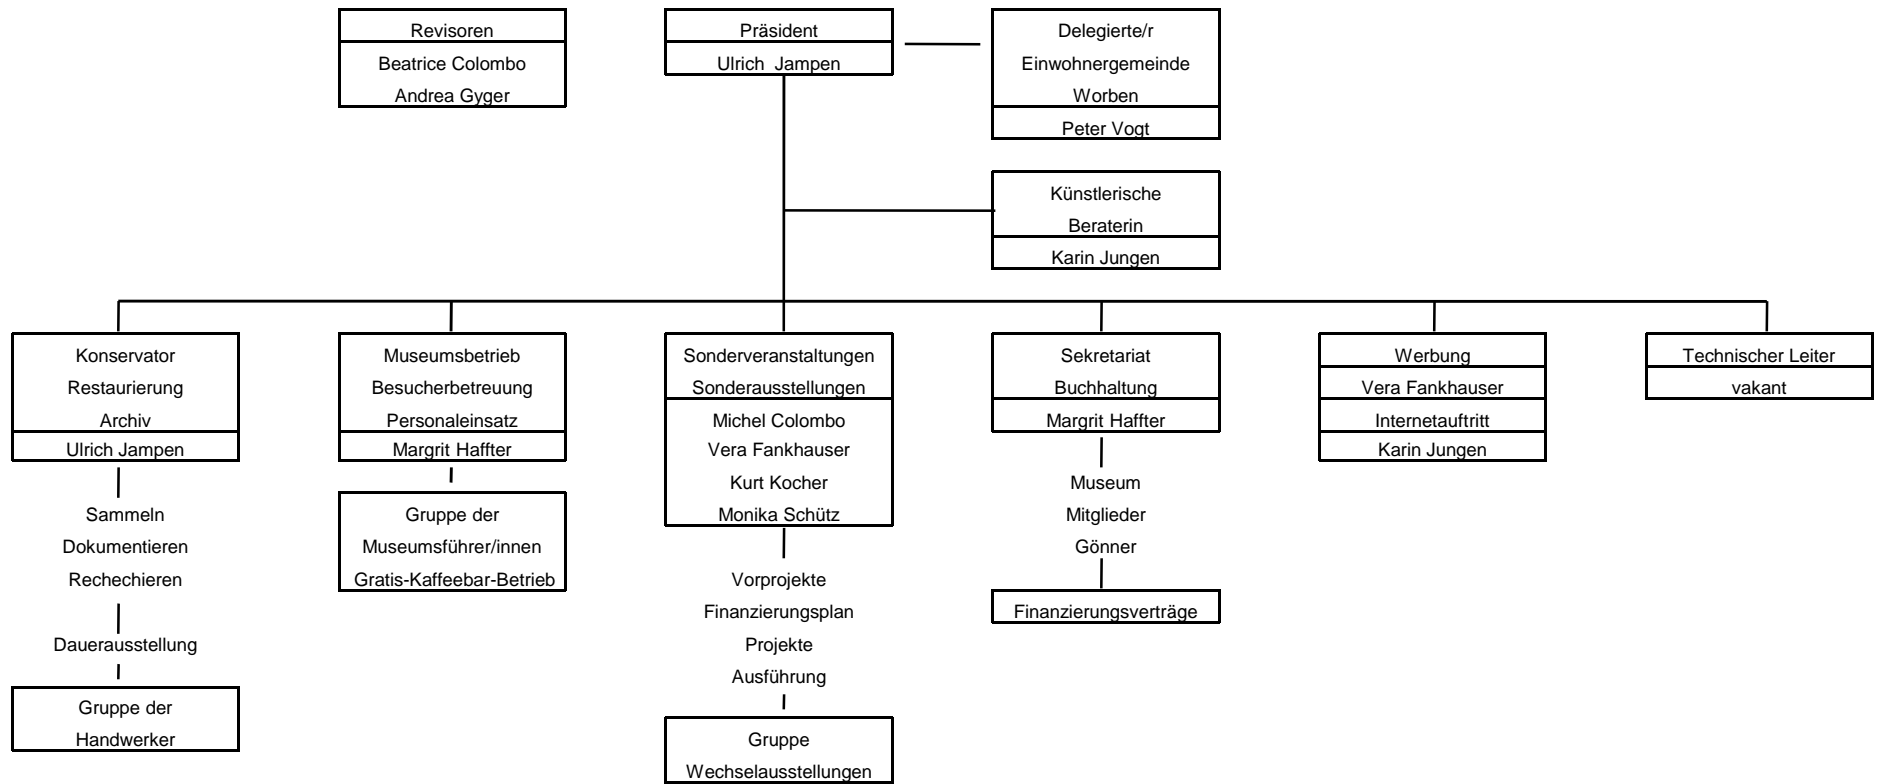 Revisoren
Beatrice Colombo
Andrea Gyger
Präsident
Ulrich Jampen
Delegierte/r
Einwohnergemeinde
Worben
Peter Vogt
Künstlerische
Beraterin
Karin Jungen
Konservator
Restaurierung
Archiv
Ulrich Jampen
Sammeln
Dokumentieren
Rechechieren
Dauerausstellung
Gruppe der
Handwerker
Museumsbetrieb
Besucherbetreuung
Personaleinsatz
Margrit Haffter
Gruppe der
Museumsführer/innen
Gratis-Kaffeebar-Betrieb
Sonderveranstaltungen
Sonderausstellungen
Michel Colombo
Vera Fankhauser
Kurt Kocher
Monika Schütz
Vorprojekte
Finanzierungsplan
Projekte
Ausführung
Gruppe
Wechselausstellungen
Sekretariat
Buchhaltung
Margrit Haffter
Museum
Mitglieder
Gönner
Finanzierungsverträge
Werbung
Vera Fankhauser
Internetauftritt
Karin Jungen
Technischer Leiter
vakant